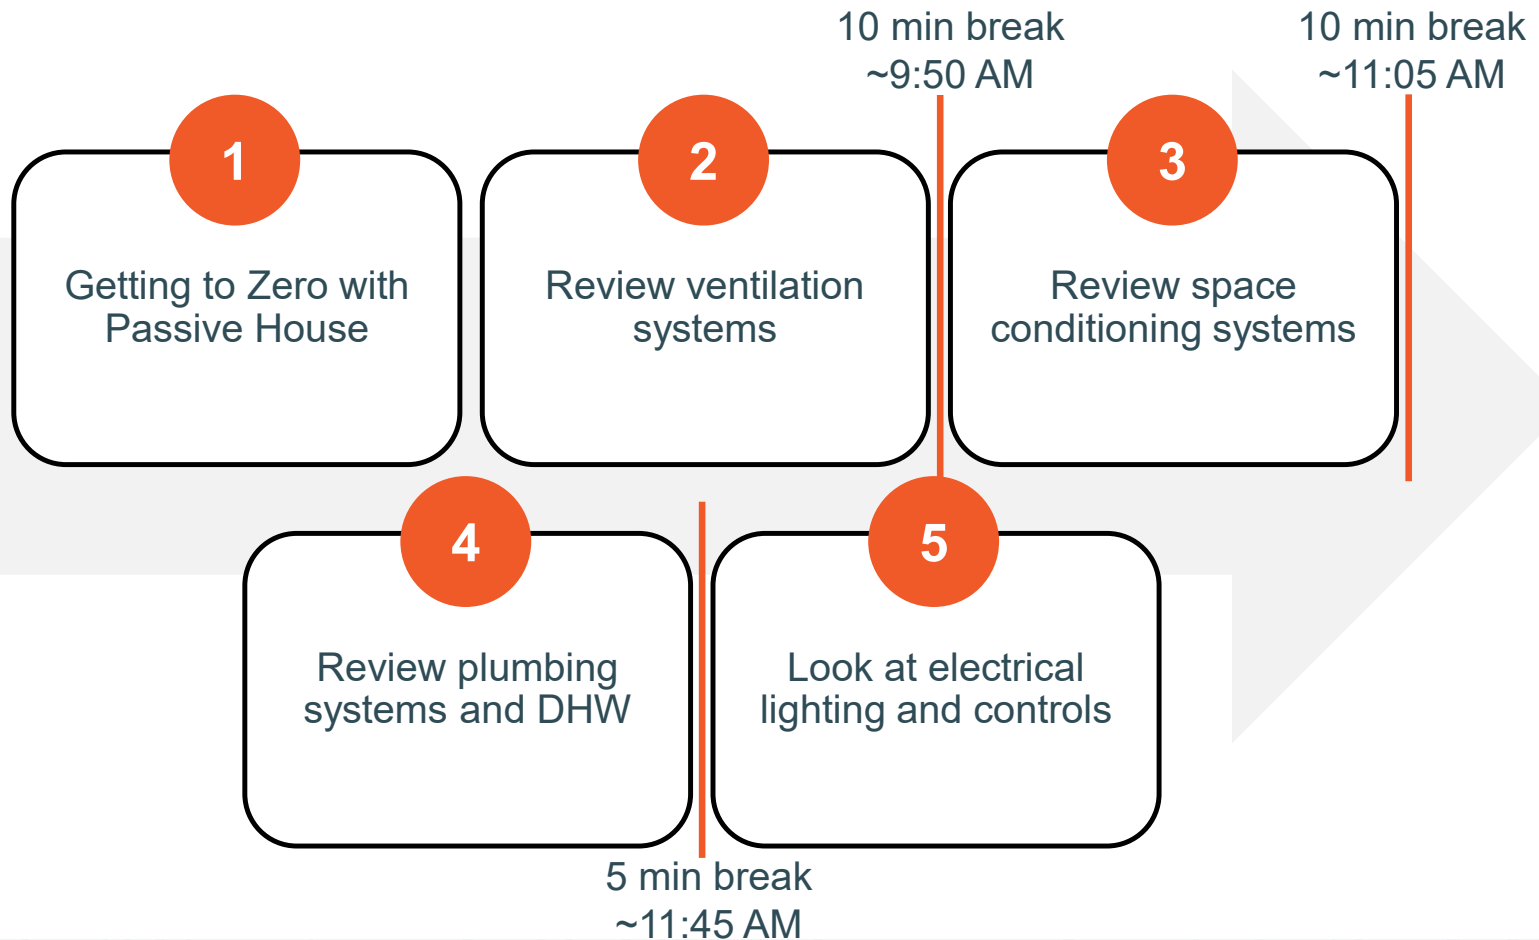 10 min break
~9:50 AM
10 min break
~11:05 AM
1
Getting to Zero with
Passive House
2
Review ventilation
systems
3
Review space
conditioning systems
4
Review plumbing
systems and DHW
5
Look at electrical
lighting and controls
5 min break
~11:45 AM